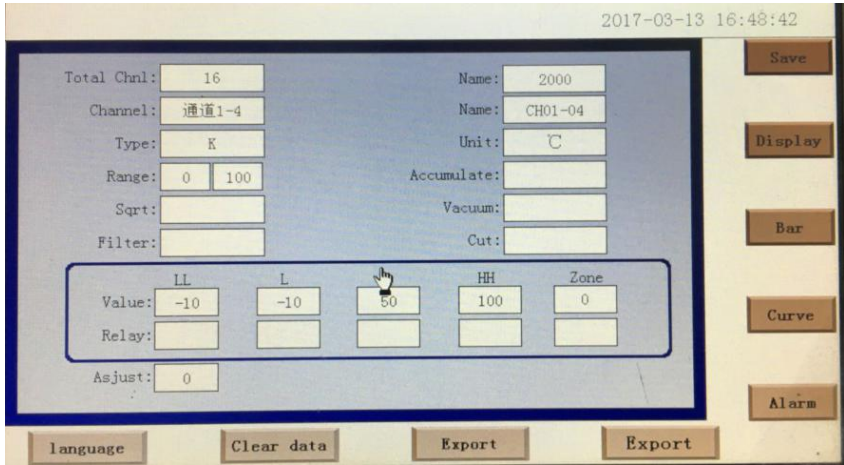 2017-03-13 16:48:42
Total Chnl: 16 Name: 2000 Save
Channel: 通道1-4 Name: CH01-04
Type: K Unit: ℃ Display
Range: 0 100 Accumulate:
Sqrt: Vacuum:
Filter: Cut: Bar
LL L HH Zone
Value: -10 -10 50 100 0
Relay: Curve
Asjust: 0
Alarm
language Clear data Export Export